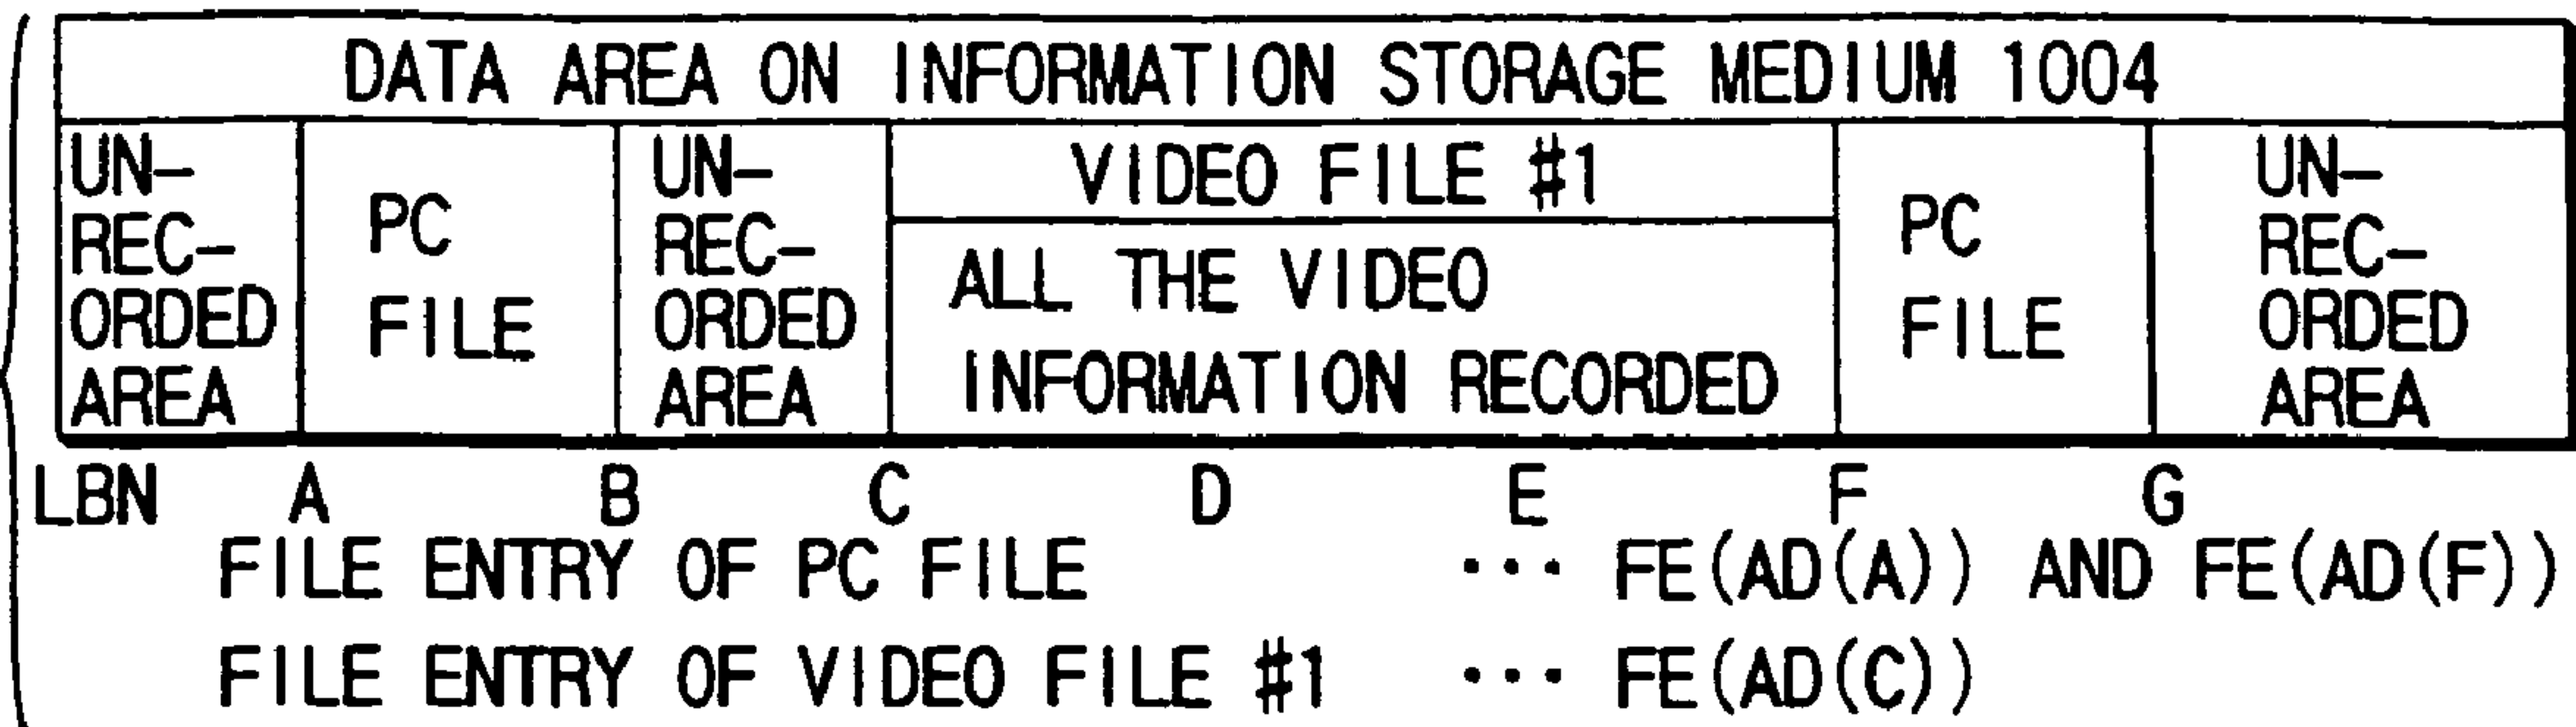 DATA AREA ON INFORMATION STORAGE MEDIUM 1004
UN-
REC-
ORDED
AREA
PC
FILE
UN-
REC-
ORDED
AREA
VIDEO FILE #1
ALL THE VIDEO
INFORMATION RECORDED
PC
FILE
UN-
REC-
ORDED
AREA
LBN A B C D E F G
FILE ENTRY OF PC FILE ··· FE(AD(A)) AND FE(AD(F))
FILE ENTRY OF VIDEO FILE #1 ··· FE(AD(C))